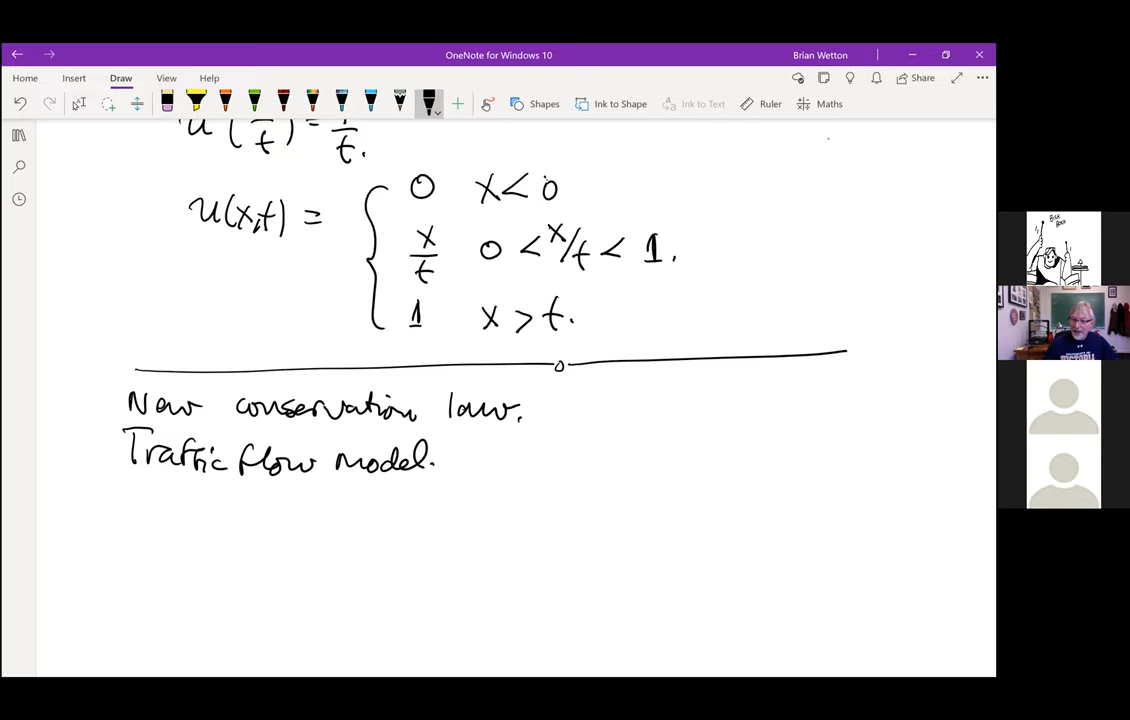 OneNote for Windows 10
Brian Wetton
Home Insert Draw View Help
Share
Shapes
Ink to Shape
Ink to Text
Ruler
Maths
t ) = t.
u(x,t) = { 0 x < 0
x/t 0 < x/t < 1.
1 x > t.
New conservation law.
Traffic flow model.